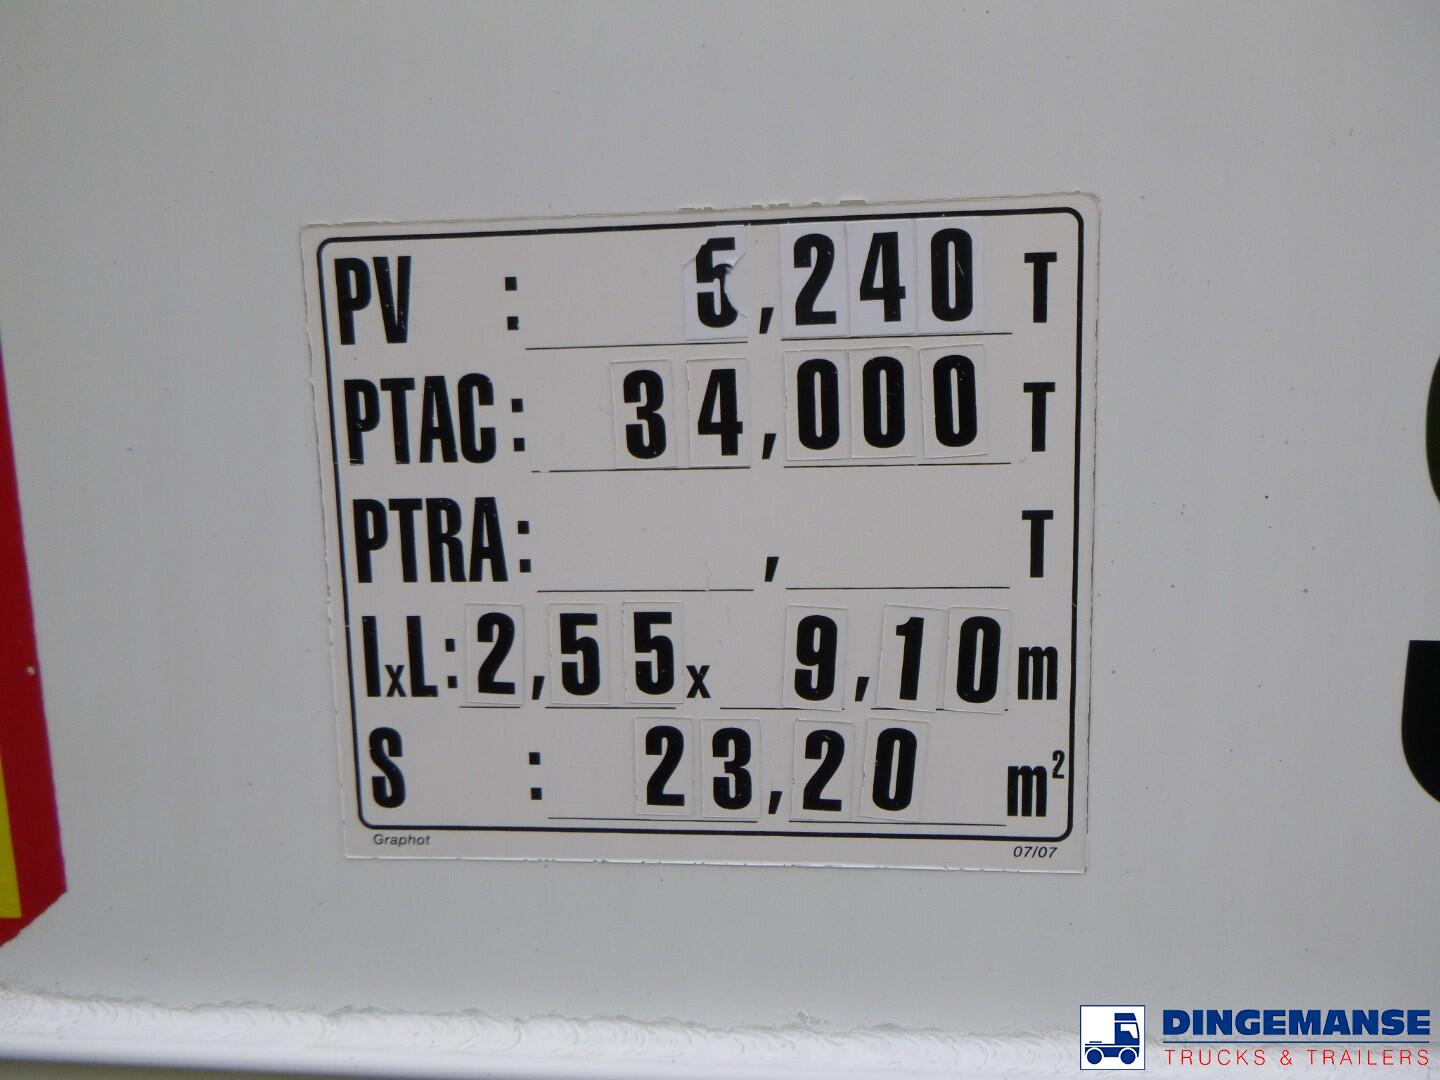 PV : 5,240 T
PTAC : 34,000 T
PTRA : , T
lxL : 2,55 x 9,10 m
S : 23,20 m²
Graphot 07/07
DINGEMANSE
TRUCKS & TRAILERS